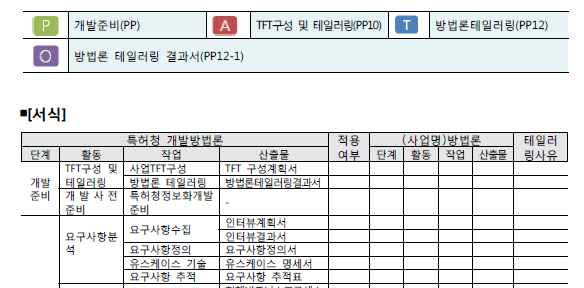 P 개발준비(PP) A TFT구성 및 테일러링(PP10) T 방법론테일러링(PP12)
O 방법론 테일러링 결과서(PP12-1)
■[서식]
특허청 개발방법론 적용여부 (사업명)방법론 테일러링사유
단계 활동 작업 산출물 단계 활동 작업 산출물
개발준비 TFT구성 및 테일러링 사업TFT구성 TFT 구성계획서
방법론 테일러링 방법론테일러링결과서
개발사전준비 특허청정보화개발준비 -
요구사항분석 요구사항수집 인터뷰계획서
인터뷰결과서
요구사항정의 요구사항정의서
유스케이스 기술 유스케이스 명세서
요구사항 추적 요구사항 추적표